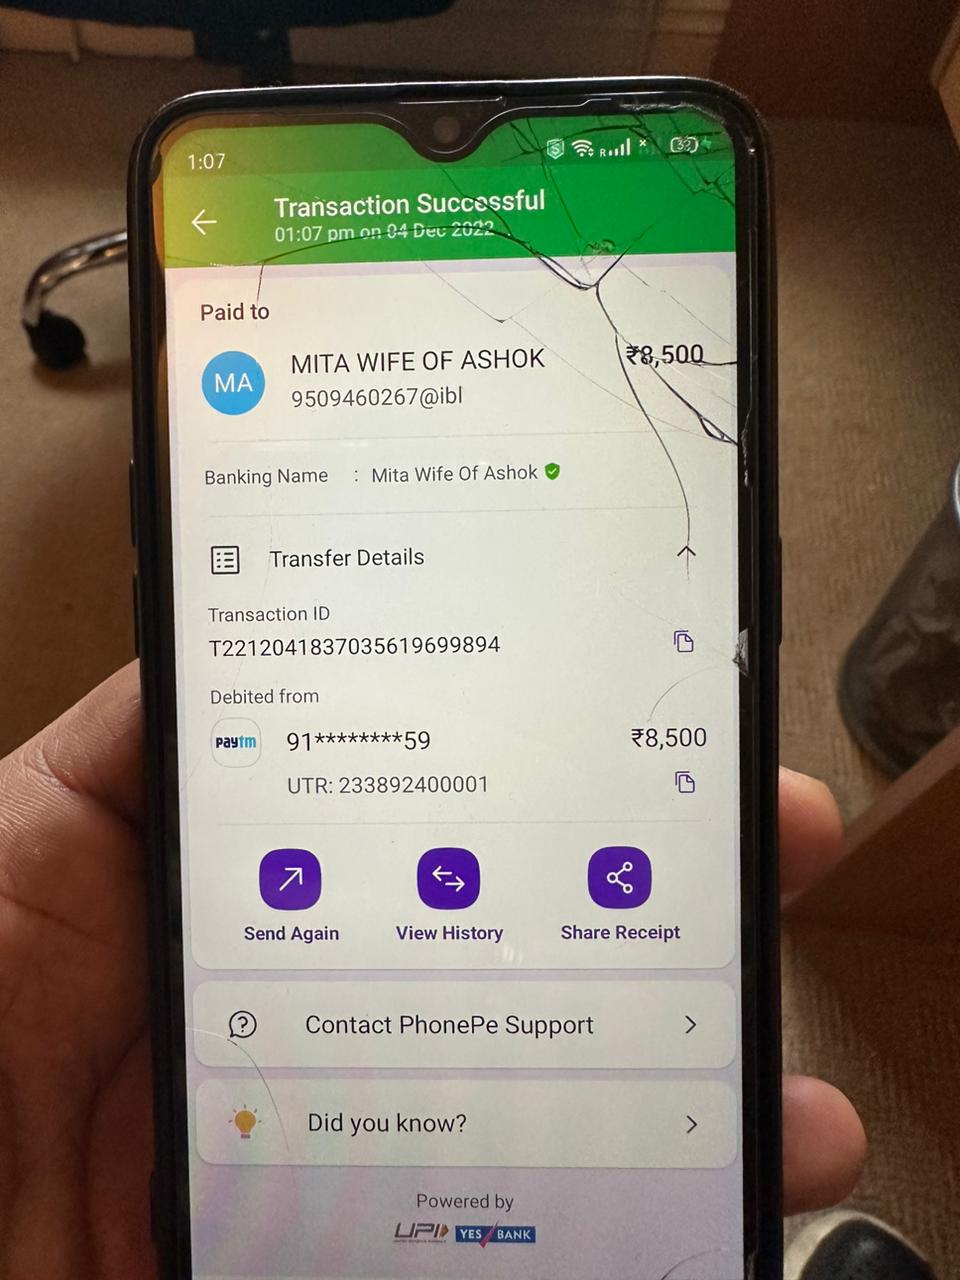 1:07
R
32
Transaction Successful
01:07 pm on 04 Dec 2022
Paid to
MA
MITA WIFE OF ASHOK
₹8,500
9509460267@ibl
Banking Name : Mita Wife Of Ashok
Transfer Details
Transaction ID
T2212041837035619699894
Debited from
paytm
91********59
₹8,500
UTR: 233892400001
Send Again
View History
Share Receipt
Contact PhonePe Support
Did you know?
Powered by
UPI
YES BANK